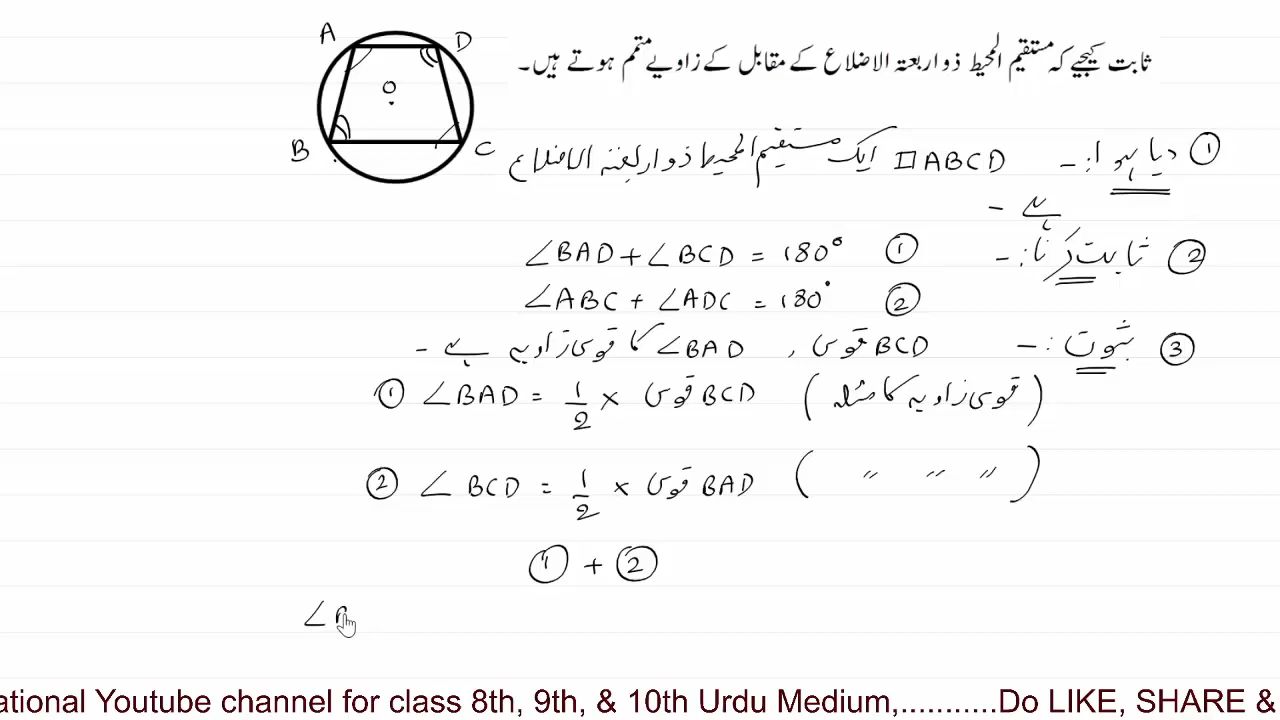 ثابت کیجیے کہ مستقیم المحیط ذواربعۃ الاضلاع کے مقابل کے زاویے متمم ہوتے ہیں۔
A D
O
B C
① دیا ہوا :- □ABCD ایک مستقیم المحیط ذواربعۃ الاضلاع
ہے -
② ثابت کرنا :- ① ∠BAD + ∠BCD = 180°
② ∠ABC + ∠ADC = 180°
③ ثبوت :- قوس BCD ، ∠BAD کا قوسی زاویہ ہے -
① ∠BAD = 1/2 × قوس BCD (قوسی زاویہ کا مسئلہ)
② ∠BCD = 1/2 × قوس BAD ( " " " )
① + ②
∠B
ational Youtube channel for class 8th, 9th, & 10th Urdu Medium,...........Do LIKE, SHARE &